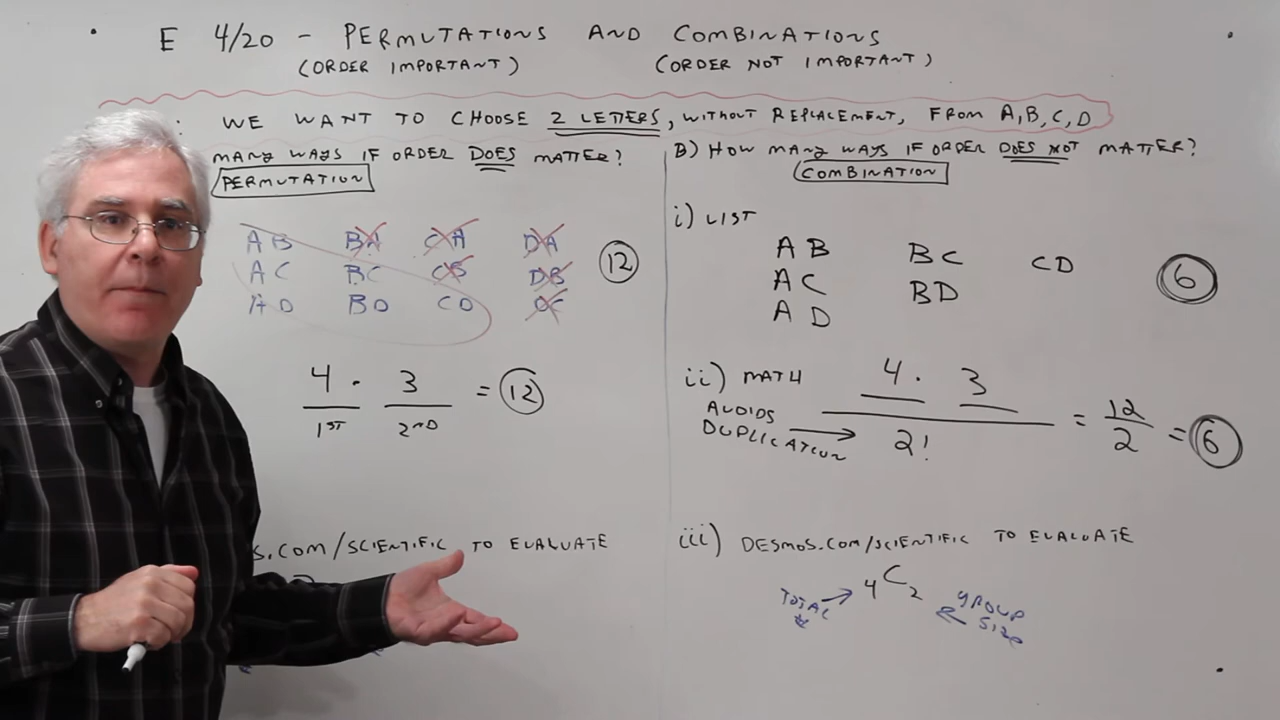 E 4/20 - PERMUTATIONS AND COMBINATIONS
(ORDER IMPORTANT) (ORDER NOT IMPORTANT)
: WE WANT TO CHOOSE 2 LETTERS, WITHOUT REPLACEMENT, FROM A, B, C, D
MANY WAYS IF ORDER DOES MATTER?
PERMUTATION
AB BA CA DA
AC BC CB DB
AD BD CD DC
12
4 · 3 = 12
1ST 2ND
S.COM/SCIENTIFIC TO EVALUATE
B) HOW MANY WAYS IF ORDER DOES NOT MATTER?
COMBINATION
i) LIST
AB BC CD
AC BD
AD
6
ii) MATH
AVOIDS
DUPLICATION
4 · 3
2!
= 12/2 = 6
iii) DESMOS.COM/SCIENTIFIC TO EVALUATE
TOTAL # 4C2 GROUP SIZE